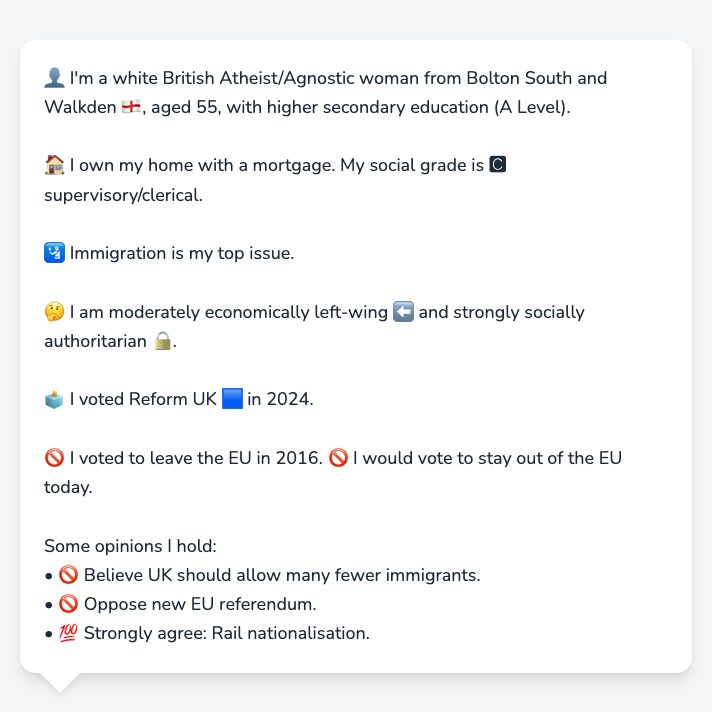 👤 I'm a white British Atheist/Agnostic woman from Bolton South and
Walkden 🏴󠁧󠁢󠁥󠁮󠁧󠁿, aged 55, with higher secondary education (A Level).
🏠 I own my home with a mortgage. My social grade is 🅲
supervisory/clerical.
🛂 Immigration is my top issue.
🤔 I am moderately economically left-wing ⬅️ and strongly socially
authoritarian 🔒.
🗳️ I voted Reform UK 🟦 in 2024.
🚫 I voted to leave the EU in 2016. 🚫 I would vote to stay out of the EU
today.
Some opinions I hold:
• 🚫 Believe UK should allow many fewer immigrants.
• 🚫 Oppose new EU referendum.
• 💯 Strongly agree: Rail nationalisation.